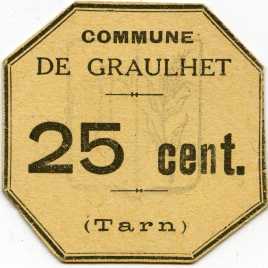 COMMUNE
DE GRAULHET
25 cent.
(Tarn)